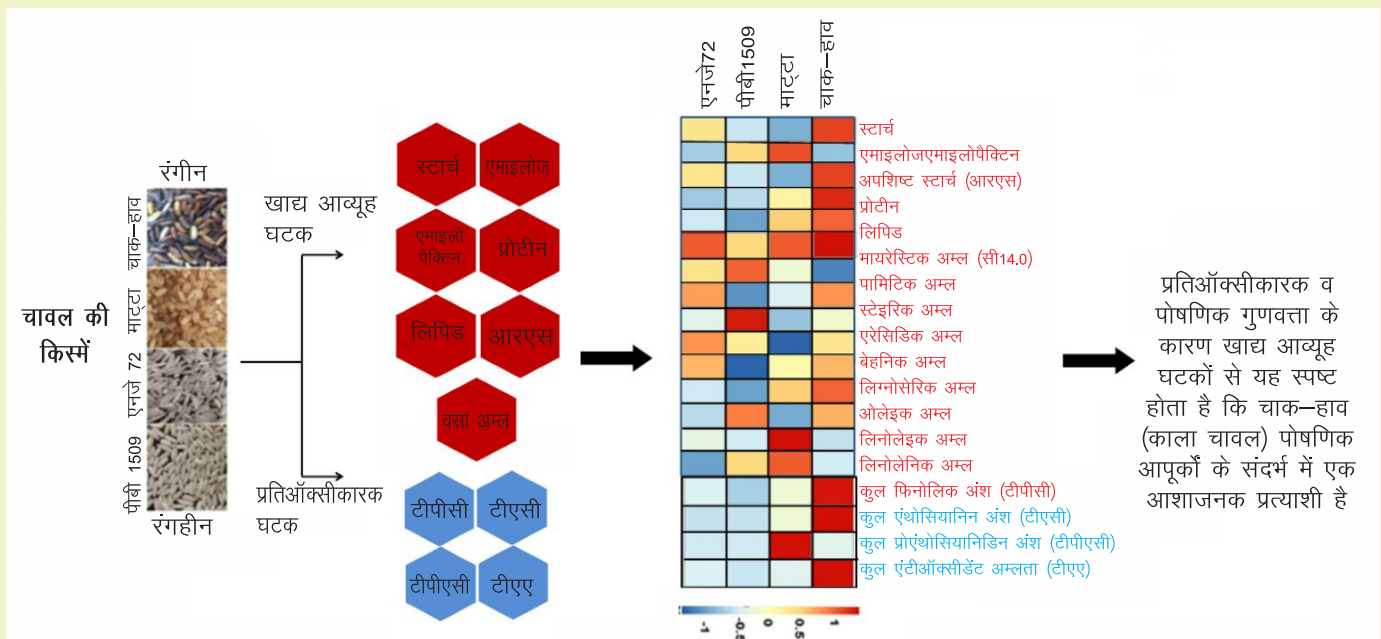 चावल की
किस्में
रंगीन
चाक–हाव
माट्टा
एनजे 72
पीबी 1509
रंगहीन
खाद्य आव्यूह
घटक
प्रतिऑक्सीकारक
घटक
स्टार्च
एमाइलोज
एमाइलो
पैक्टिन
प्रोटीन
लिपिड
आरएस
वसा अम्ल
टीपीसी
टीएसी
टीपीएसी
टीएए
एनजे72
पीबी1509
माट्टा
चाक–हाव
स्टार्च
एमाइलोजएमाइलोपैक्टिन
अपशिष्ट स्टार्च (आरएस)
प्रोटीन
लिपिड
मायरेस्टिक अम्ल (सी14.0)
पामिटिक अम्ल
स्टेइरिक अम्ल
एरेसिडिक अम्ल
बेहनिक अम्ल
लिग्नोसेरिक अम्ल
ओलेइक अम्ल
लिनोलेइक अम्ल
लिनोलेनिक अम्ल
कुल फिनोलिक अंश (टीपीसी)
कुल एंथोसियानिन अंश (टीएसी)
कुल प्रोएंथोसियानिडिन अंश (टीपीएसी)
कुल एंटीऑक्सीडेंट अम्लता (टीएए)
-1
-0.5
0
0.5
1
प्रतिऑक्सीकारक व
पोषणिक गुणवत्ता के
कारण खाद्य आव्यूह
घटकों से यह स्पष्ट
होता है कि चाक–हाव
(काला चावल) पोषणिक
आपूर्कों के संदर्भ में एक
आशाजनक प्रत्याशी है